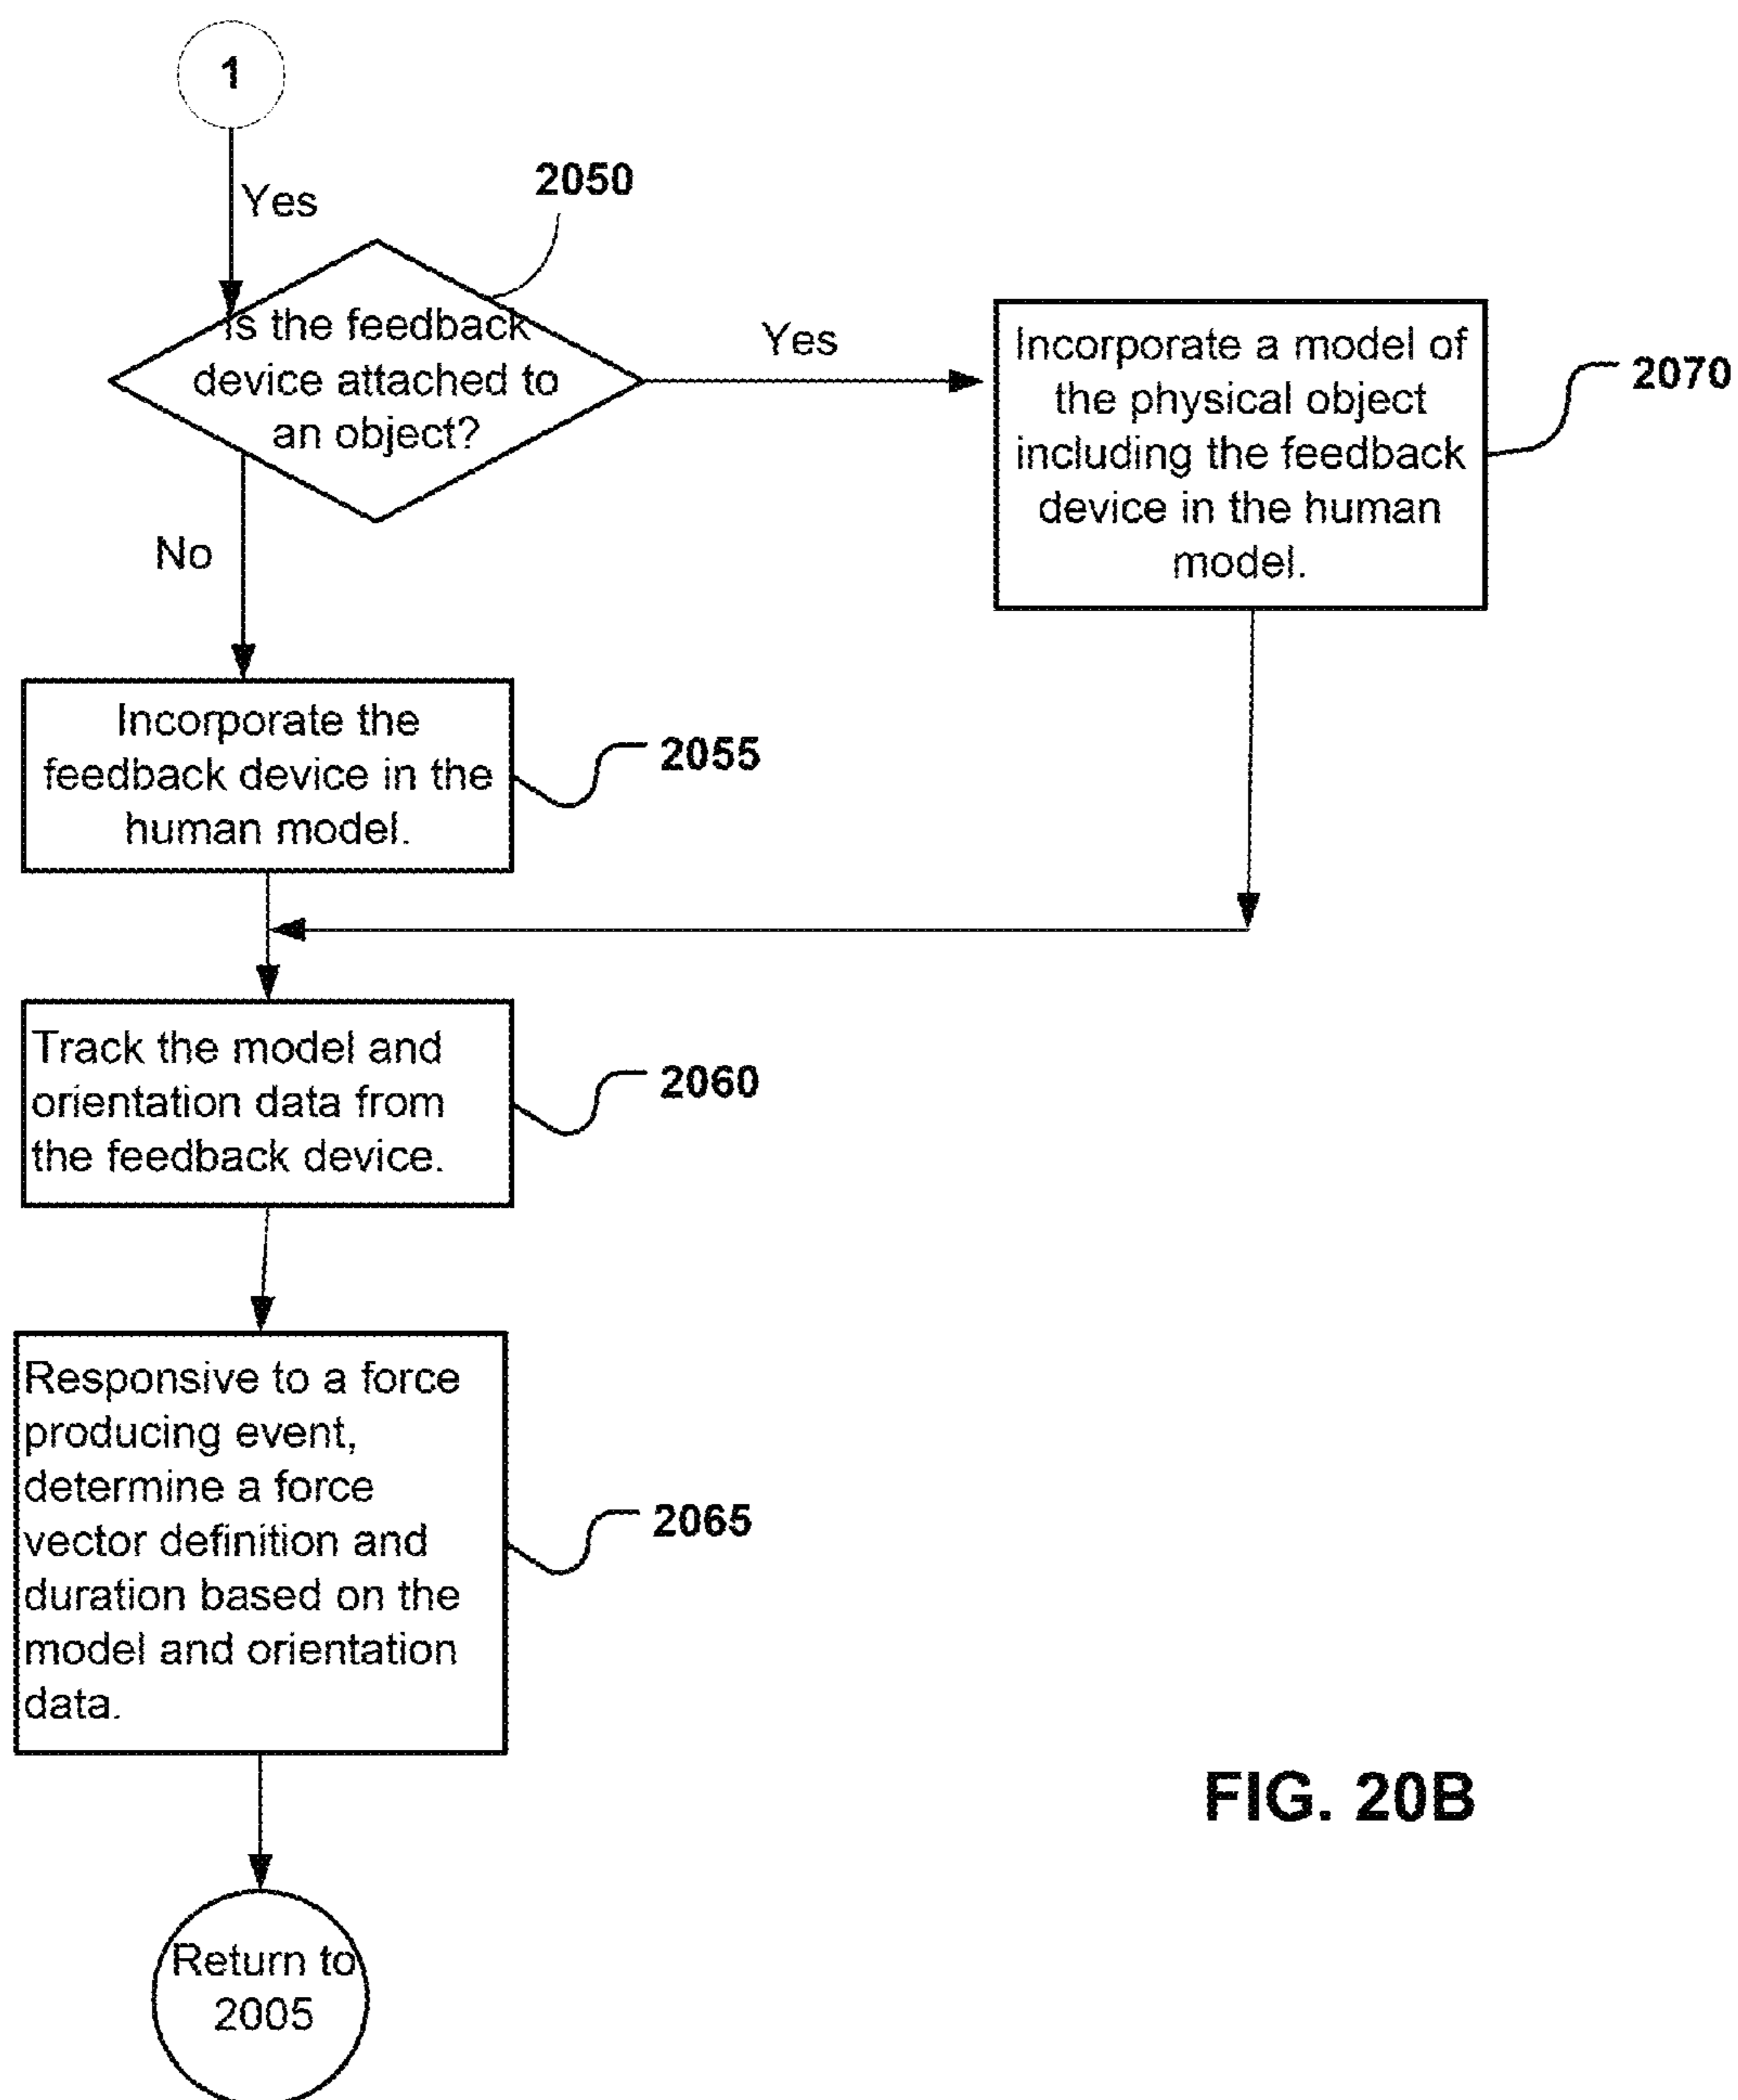 1
Yes
2050
Is the feedback
device attached to
an object?
Yes
Incorporate a model of
the physical object
including the feedback
device in the human
model.
2070
No
Incorporate the
feedback device in the
human model.
2055
Track the model and
orientation data from
the feedback device.
2060
Responsive to a force
producing event,
determine a force
vector definition and
duration based on the
model and orientation
data.
2065
FIG. 20B
Return to
2005